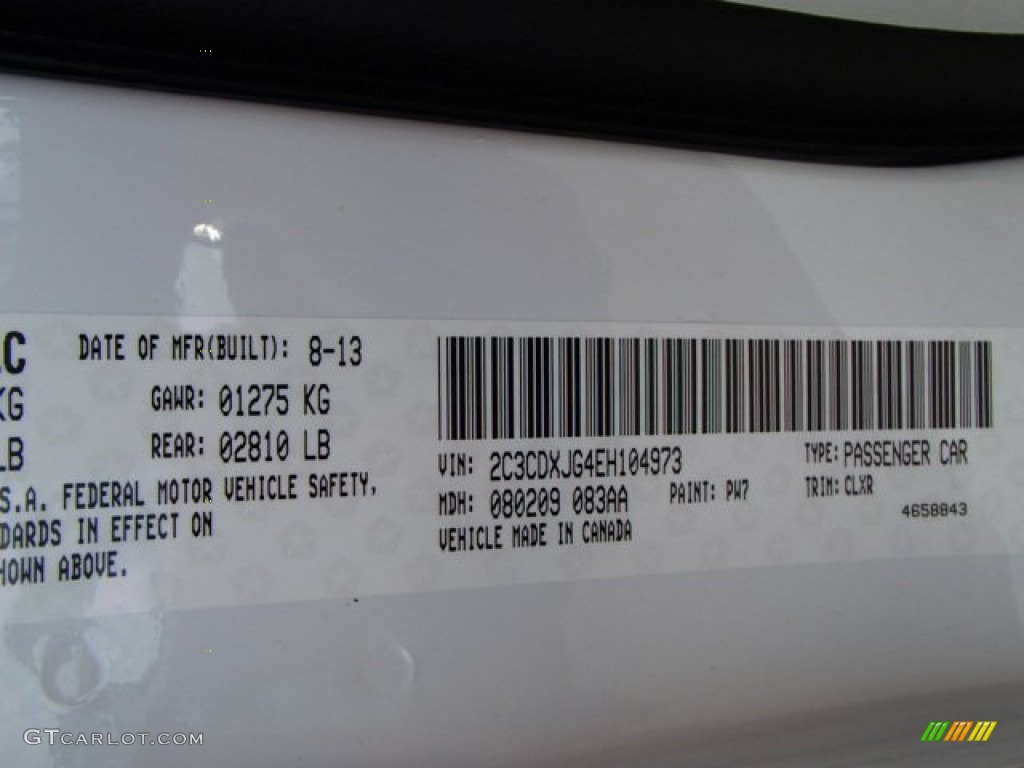 LC DATE OF MFR(BUILT): 8-13
KG GAWR: 01275 KG
LB REAR: 02810 LB
S.A. FEDERAL MOTOR VEHICLE SAFETY,
DARDS IN EFFECT ON
HOWN ABOVE.
VIN: 2C3CDXJG4EH104973 TYPE: PASSENGER CAR
MDH: 080209 083AA PAINT: PW7 TRIM: CLXR
VEHICLE MADE IN CANADA 4658843
GTCARLOT.COM